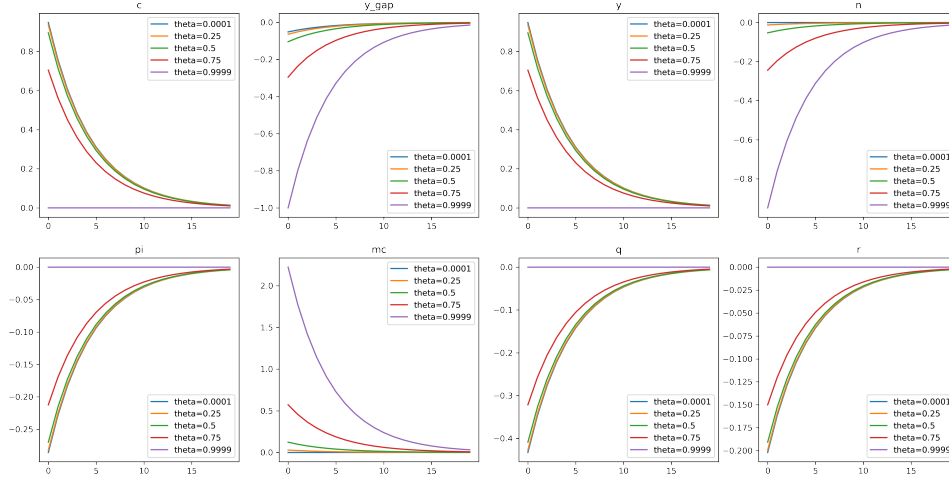 c
0.8
0.6
0.4
0.2
0.0
0 5 10 15
theta=0.0001
theta=0.25
theta=0.5
theta=0.75
theta=0.9999
y_gap
0.0
−0.2
−0.4
−0.6
−0.8
−1.0
0 5 10 15
theta=0.0001
theta=0.25
theta=0.5
theta=0.75
theta=0.9999
y
0.8
0.6
0.4
0.2
0.0
0 5 10 15
theta=0.0001
theta=0.25
theta=0.5
theta=0.75
theta=0.9999
n
0.0
−0.2
−0.4
−0.6
−0.8
0 5 10 15
theta=0.0001
theta=0.25
theta=0.5
theta=0.75
theta=0.9999
pi
0.00
−0.05
−0.10
−0.15
−0.20
−0.25
0 5 10 15
theta=0.0001
theta=0.25
theta=0.5
theta=0.75
theta=0.9999
mc
2.0
1.5
1.0
0.5
0.0
0 5 10 15
theta=0.0001
theta=0.25
theta=0.5
theta=0.75
theta=0.9999
q
0.0
−0.1
−0.2
−0.3
−0.4
0 5 10 15
theta=0.0001
theta=0.25
theta=0.5
theta=0.75
theta=0.9999
r
0.000
−0.025
−0.050
−0.075
−0.100
−0.125
−0.150
−0.175
−0.200
0 5 10 15
theta=0.0001
theta=0.25
theta=0.5
theta=0.75
theta=0.9999